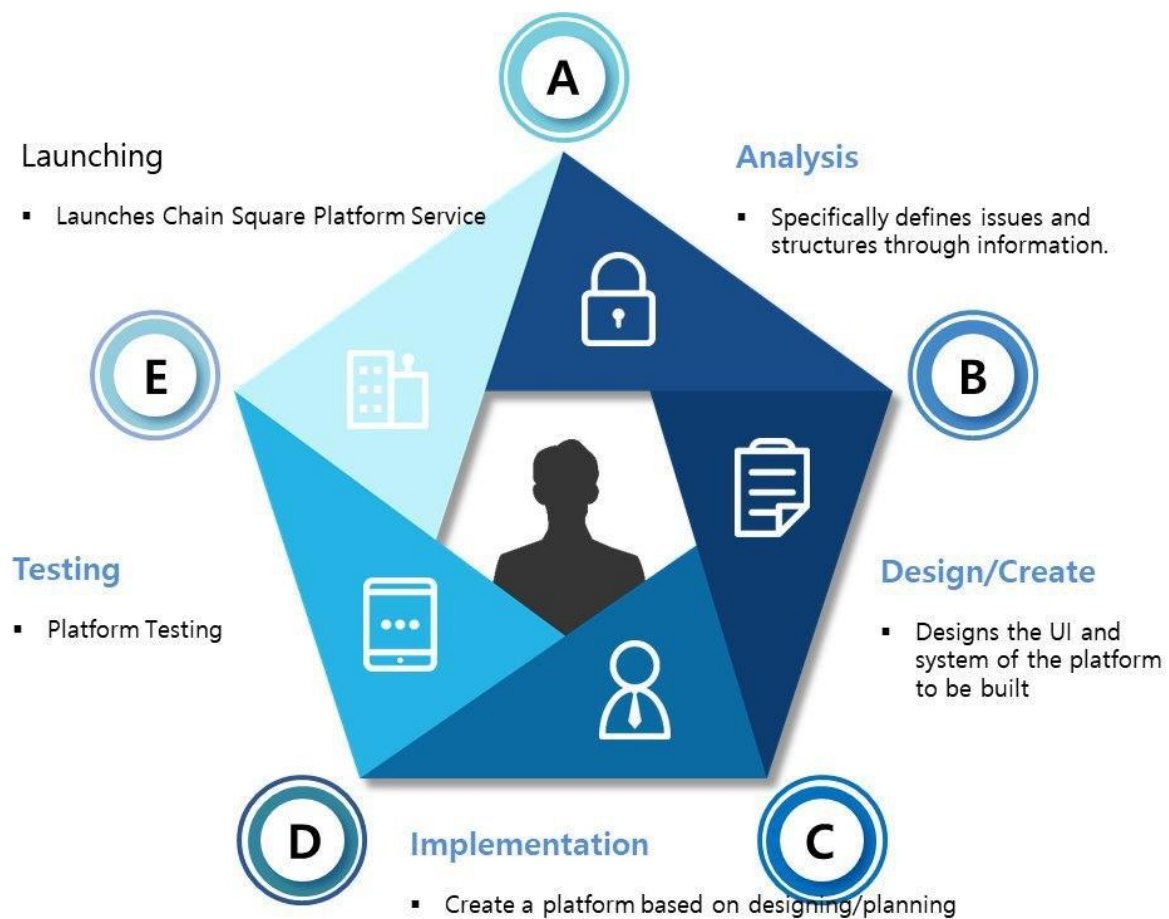 A
Launching
▪ Launches Chain Square Platform Service
Analysis
▪ Specifically defines issues and
structures through information.
E
B
Testing
▪ Platform Testing
Design/Create
▪ Designs the UI and
system of the platform
to be built
D
C
Implementation
▪ Create a platform based on designing/planning